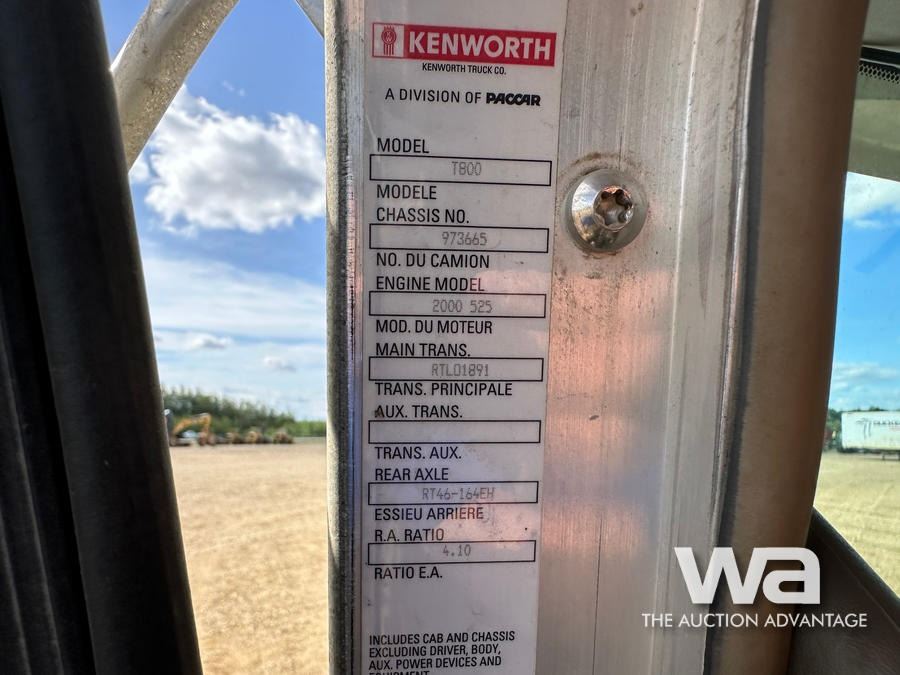 KENWORTH
KENWORTH TRUCK CO.
A DIVISION OF PACCAR
MODEL
T800
MODELE
CHASSIS NO.
973665
NO. DU CAMION
ENGINE MODEL
2000 525
MOD. DU MOTEUR
MAIN TRANS.
RTLO1891
TRANS. PRINCIPALE
AUX. TRANS.
TRANS. AUX.
REAR AXLE
RT46-164EH
ESSIEU ARRIERE
R.A. RATIO
4.10
RATIO E.A.
INCLUDES CAB AND CHASSIS
EXCLUDING DRIVER, BODY,
AUX. POWER DEVICES AND
EQUIPMENT
wa
THE AUCTION ADVANTAGE